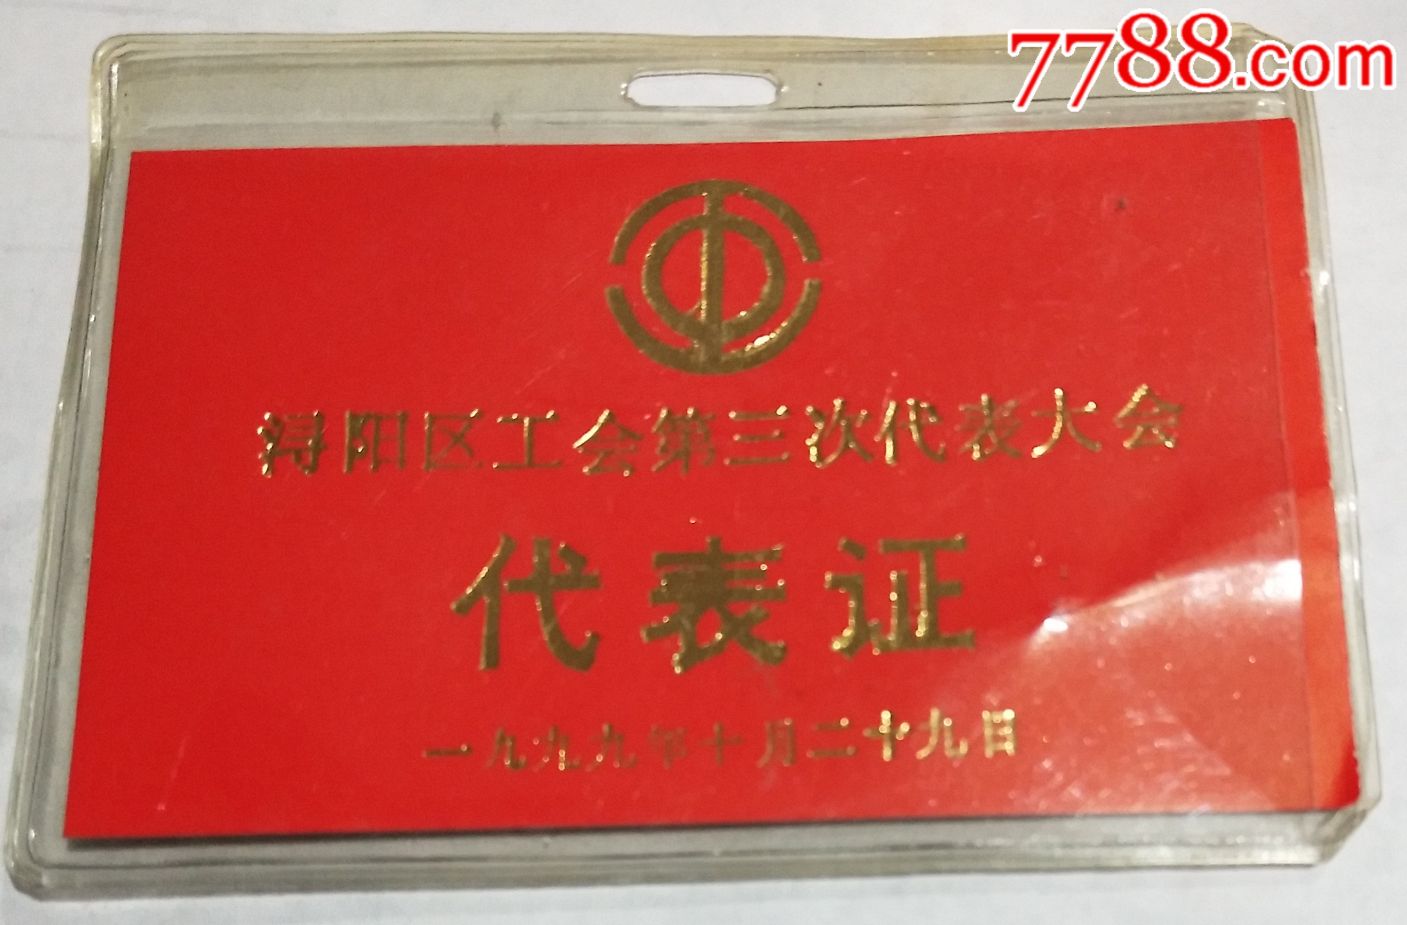 7788.com
浔阳区工会第三次代表大会
代表证
一九九九年十月二十九日